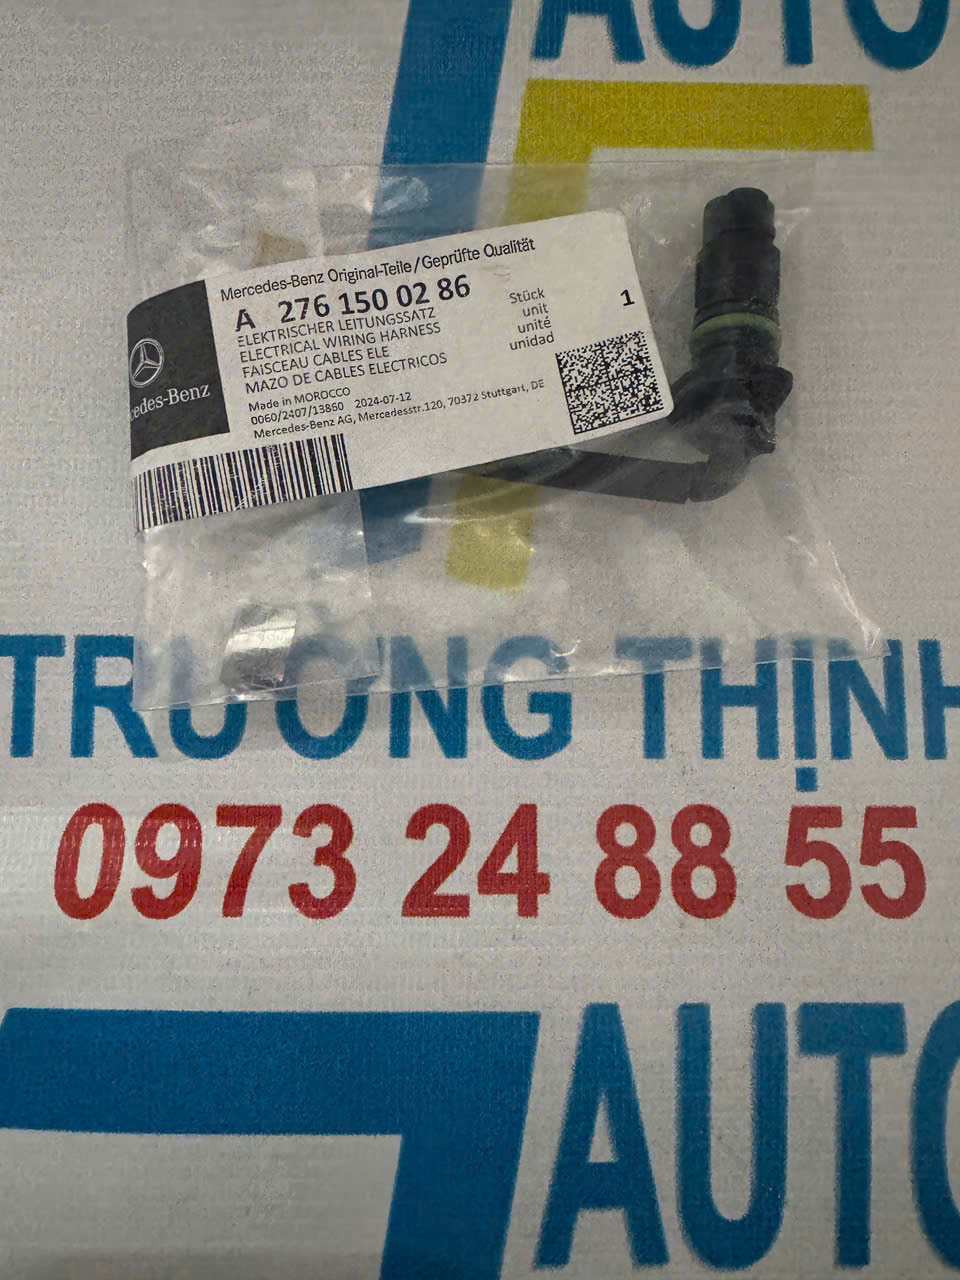 AUTO
Mercedes-Benz Original-Teile/Geprüfte Qualität
A 276 150 02 86
ELEKTRISCHER LEITUNGSSATZ
ELECTRICAL WIRING HARNESS
FAISCEAU CABLES ELE
MAZO DE CABLES ELECTRICOS
Stück
unit
unité
unidad
1
Made in MOROCCO
0060/2407/13860 2024-07-12
Mercedes-Benz AG, Mercedesstr.120, 70372 Stuttgart, DE
cedes-Benz
TRƯỜNG THỊNH
0973 24 88 55
AUTO